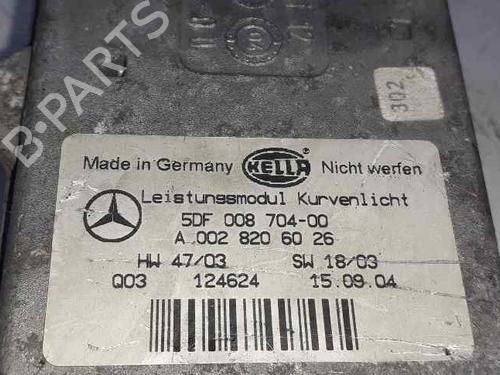 B-PARTS
302
Made in Germany HELLA Nicht werfen
Leistungsmodul Kurvenlicht
5DF 008 704-00
A 002 820 60 26
HW 47/03 SW 18/03
Q03 124624 15.09.04